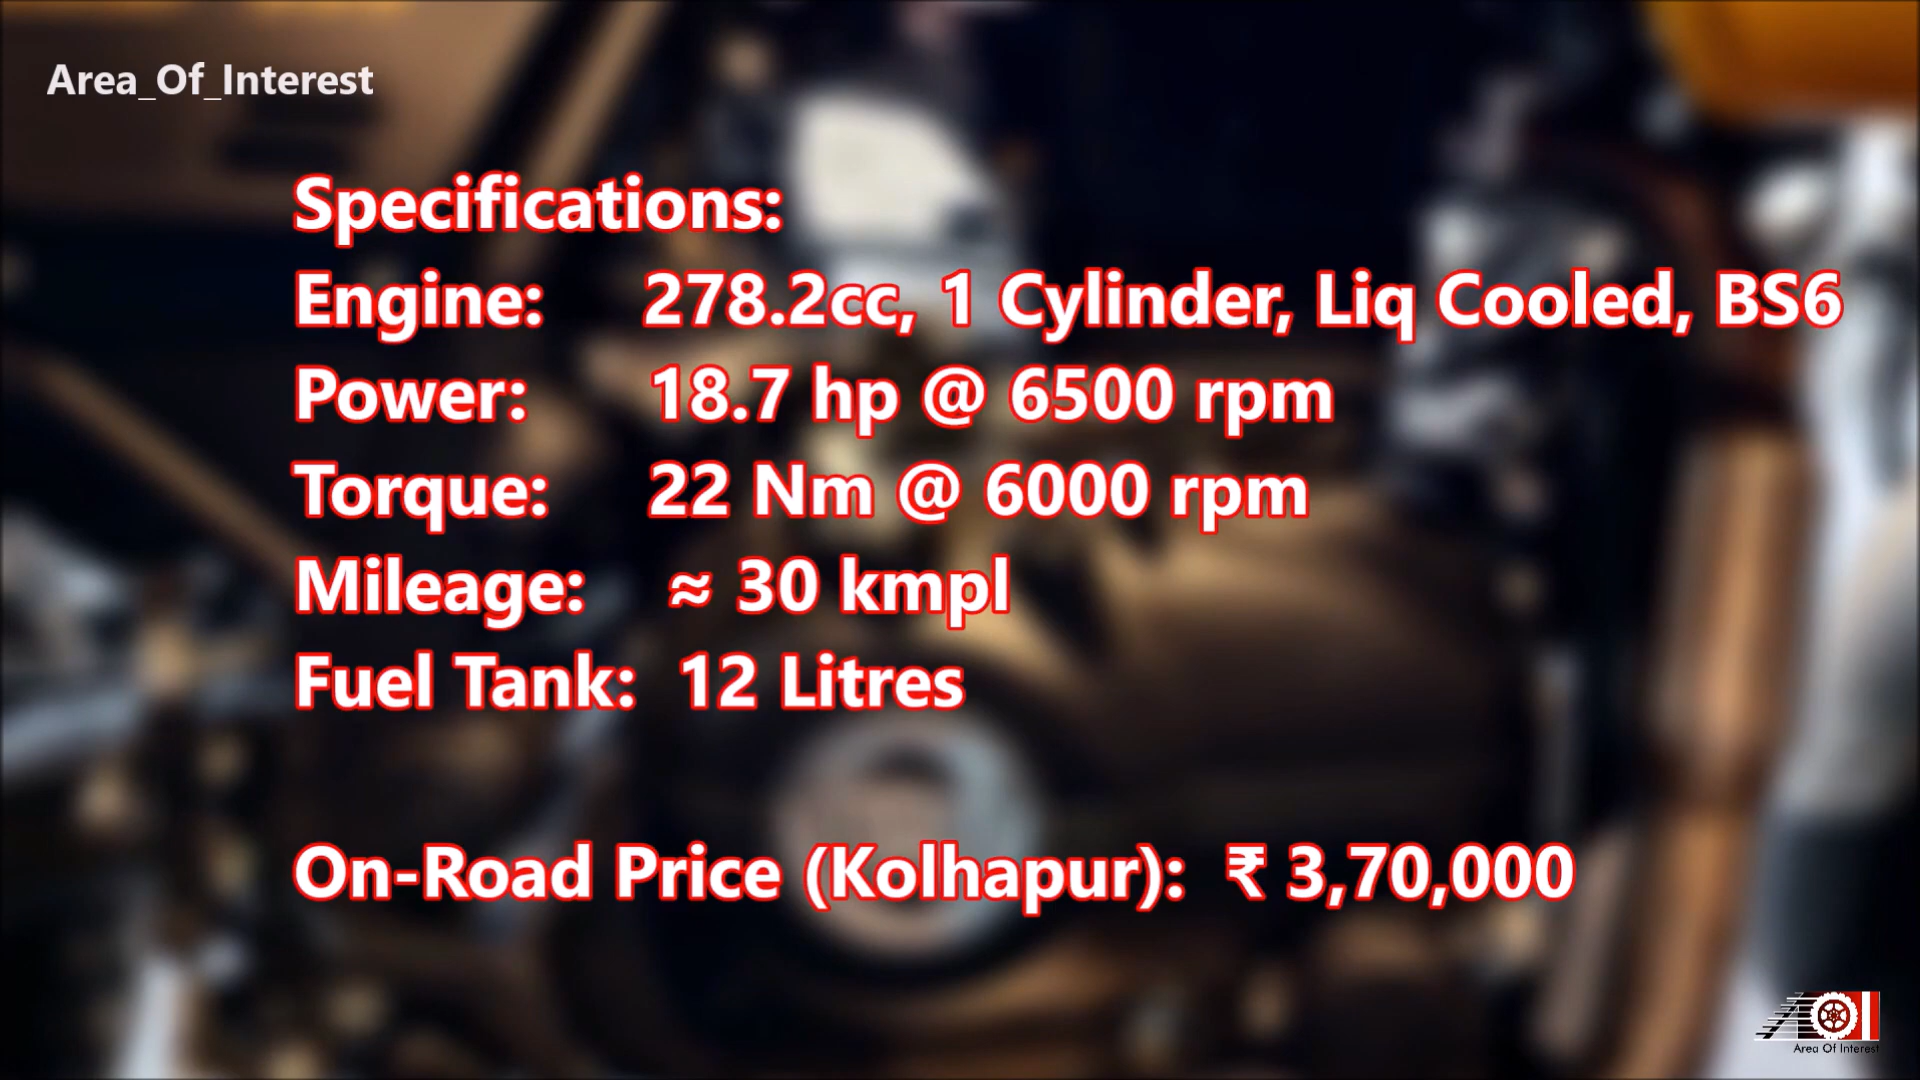 Area_Of_Interest
Specifications:
Engine: 278.2cc, 1 Cylinder, Liq Cooled, BS6
Power: 18.7 hp @ 6500 rpm
Torque: 22 Nm @ 6000 rpm
Mileage: ≈ 30 kmpl
Fuel Tank: 12 Litres
On-Road Price (Kolhapur): ₹ 3,70,000
AOI
Area Of Interest